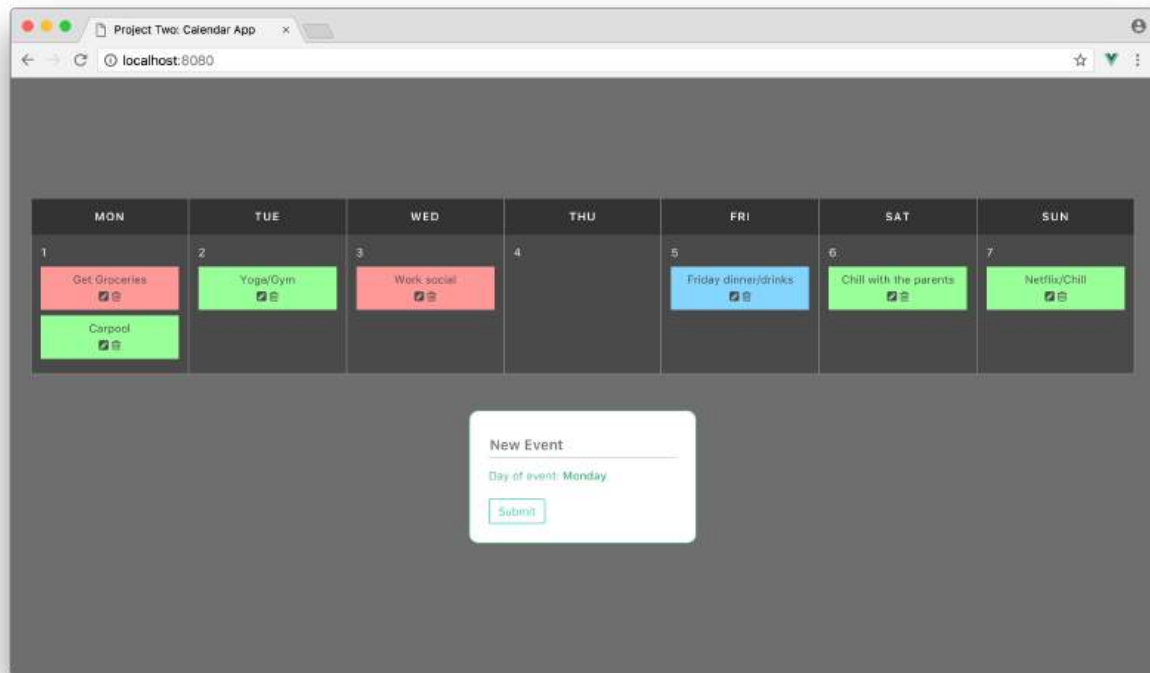 Project Two: Calendar App
localhost:8080
MON TUE WED THU FRI SAT SUN
1 2 3 4 5 6 7
Get Groceries Yoga/Gym Work social Friday dinner/drinks Chill with the parents Netflix/Chill
Carpool
New Event
Day of event: Monday
Submit